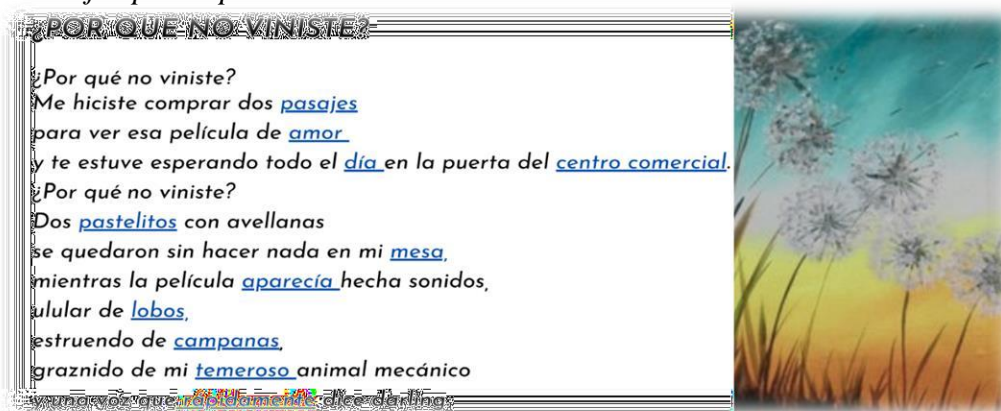 ¿POR QUE NO VINISTE?
¿Por qué no viniste?
Me hiciste comprar dos pasajes
para ver esa película de amor
y te estuve esperando todo el día en la puerta del centro comercial.
¿Por qué no viniste?
Dos pastelitos con avellanas
se quedaron sin hacer nada en mi mesa,
mientras la película aparecía hecha sonidos,
ulular de lobos,
estruendo de campanas,
graznido de mi temeroso animal mecánico
y una voz que rápidamente dice darling: